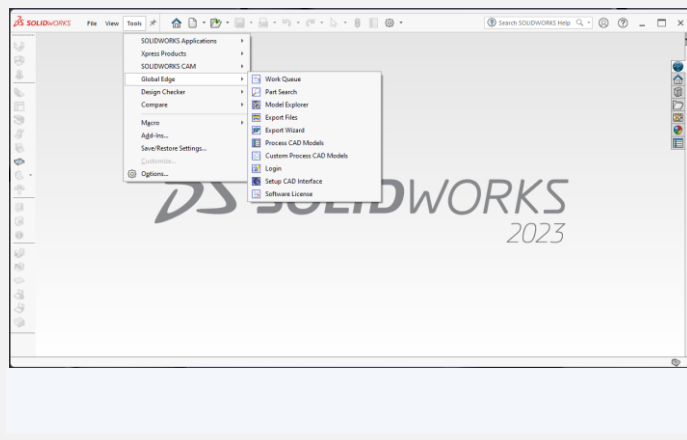 SOLIDWORKS File View Tools Search SOLIDWORKS Help
SOLIDWORKS Applications
Xpress Products
SOLIDWORKS CAM
Global Edge
Design Checker
Compare
Macro
Add-Ins...
Save/Restore Settings...
Customize...
Options...
Work Queue
Part Search
Model Explorer
Export Files
Export Wizard
Process CAD Models
Custom Process CAD Models
Login
Setup CAD Interface
Software License
SOLIDWORKS
2023